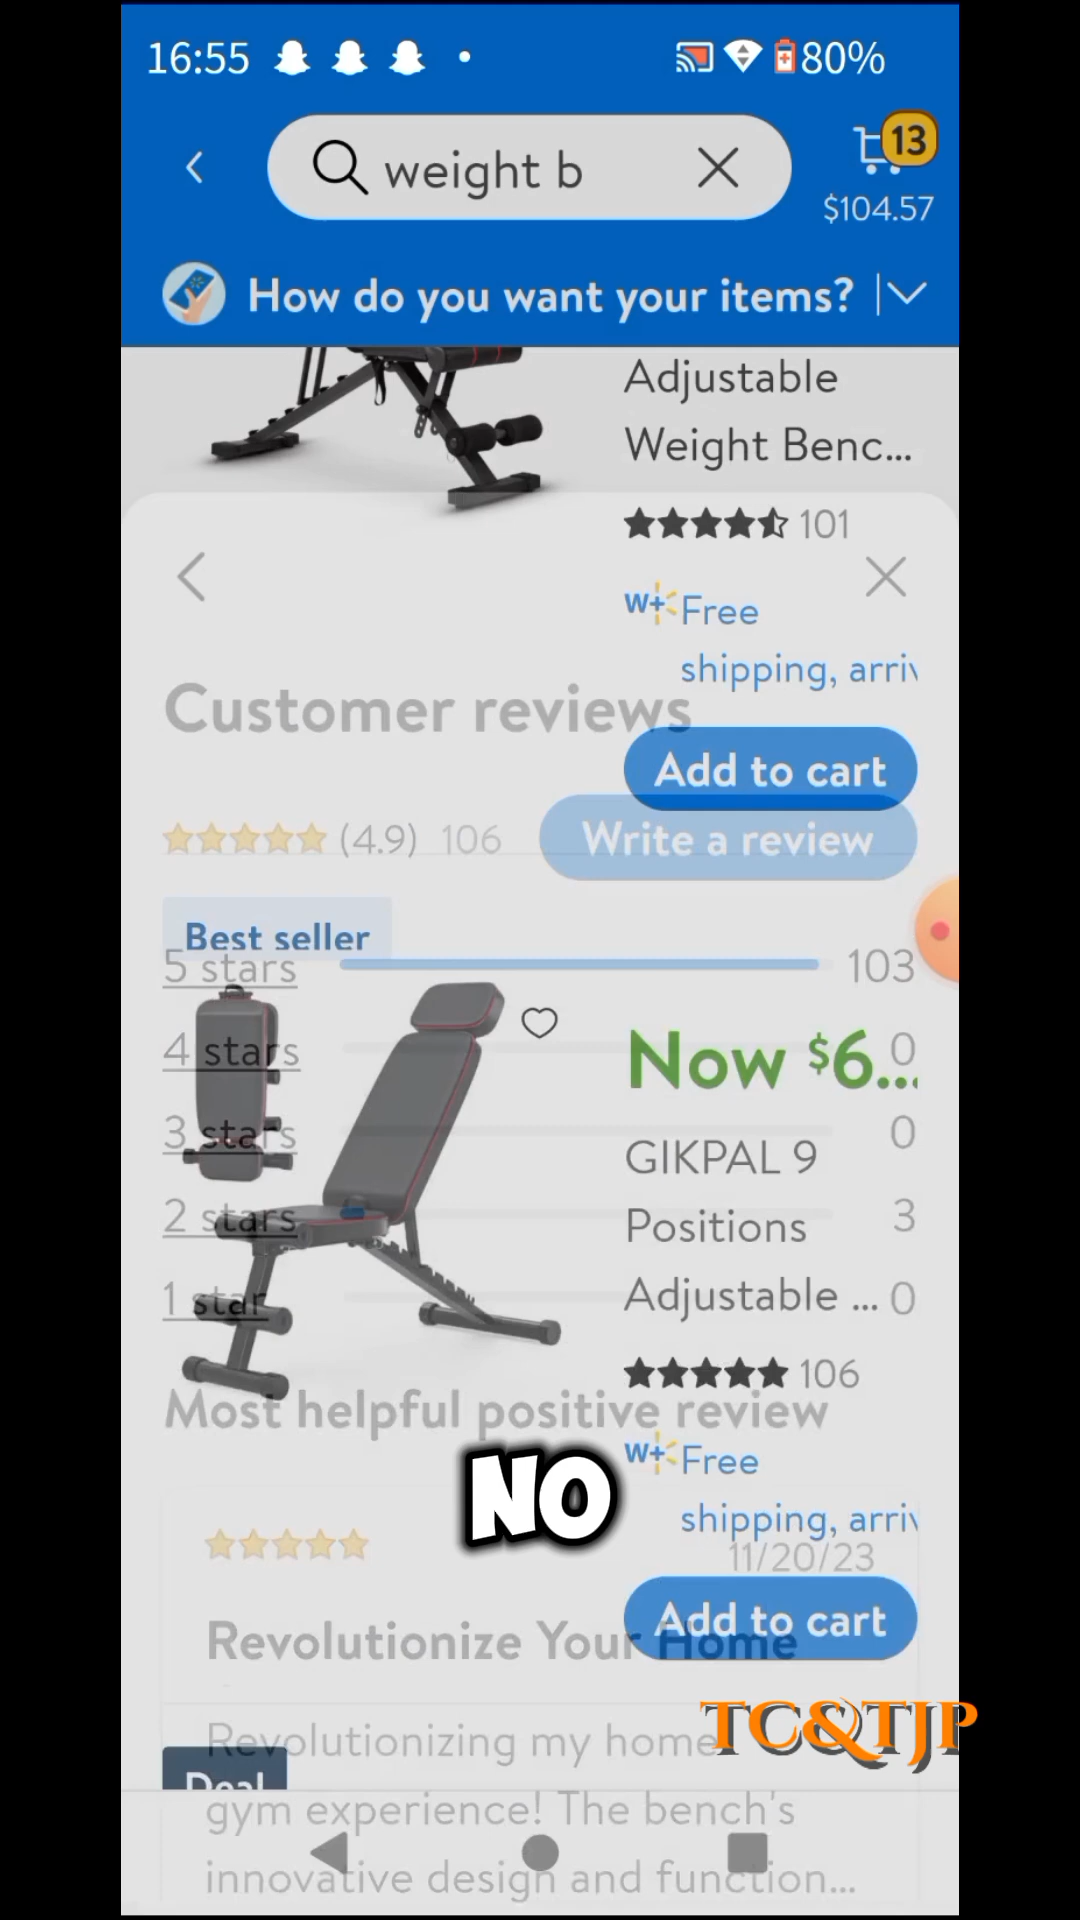 16:55
80%
weight b
13
$104.57
How do you want your items?
Adjustable
Weight Benc...
101
W+ Free
shipping, arriv
Customer reviews
Add to cart
(4.9) 106
Write a review
Best seller
5 stars 103
4 stars 0
Now $6...
3 stars 0
GIKPAL 9
2 stars 3
Positions
1 star 0
Adjustable ...
106
Most helpful positive review
W+ Free
NO
shipping, arriv
11/20/23
Add to cart
Revolutionize Your Home
TC&TJP
Revolutionizing my home
Deal
gym experience! The bench's
innovative design and function...